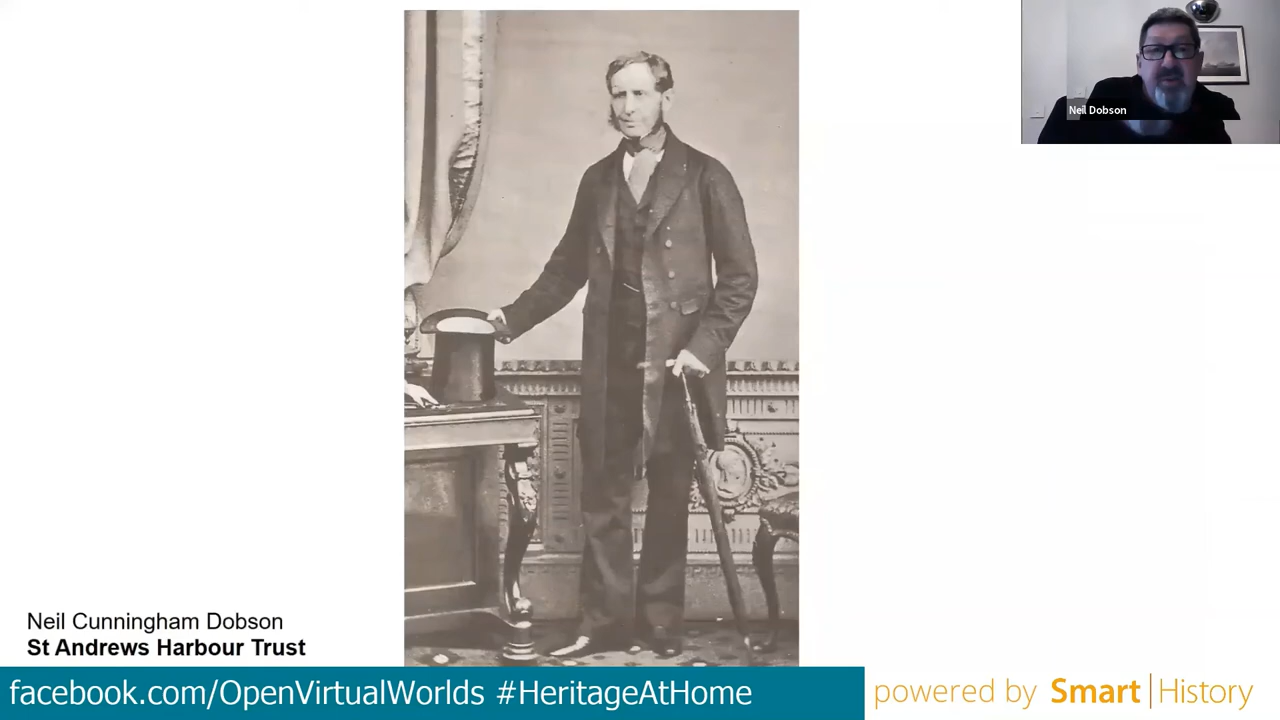 Neil Dobson
Neil Cunningham Dobson
St Andrews Harbour Trust
facebook.com/OpenVirtualWorlds #HeritageAtHome
powered by Smart|History